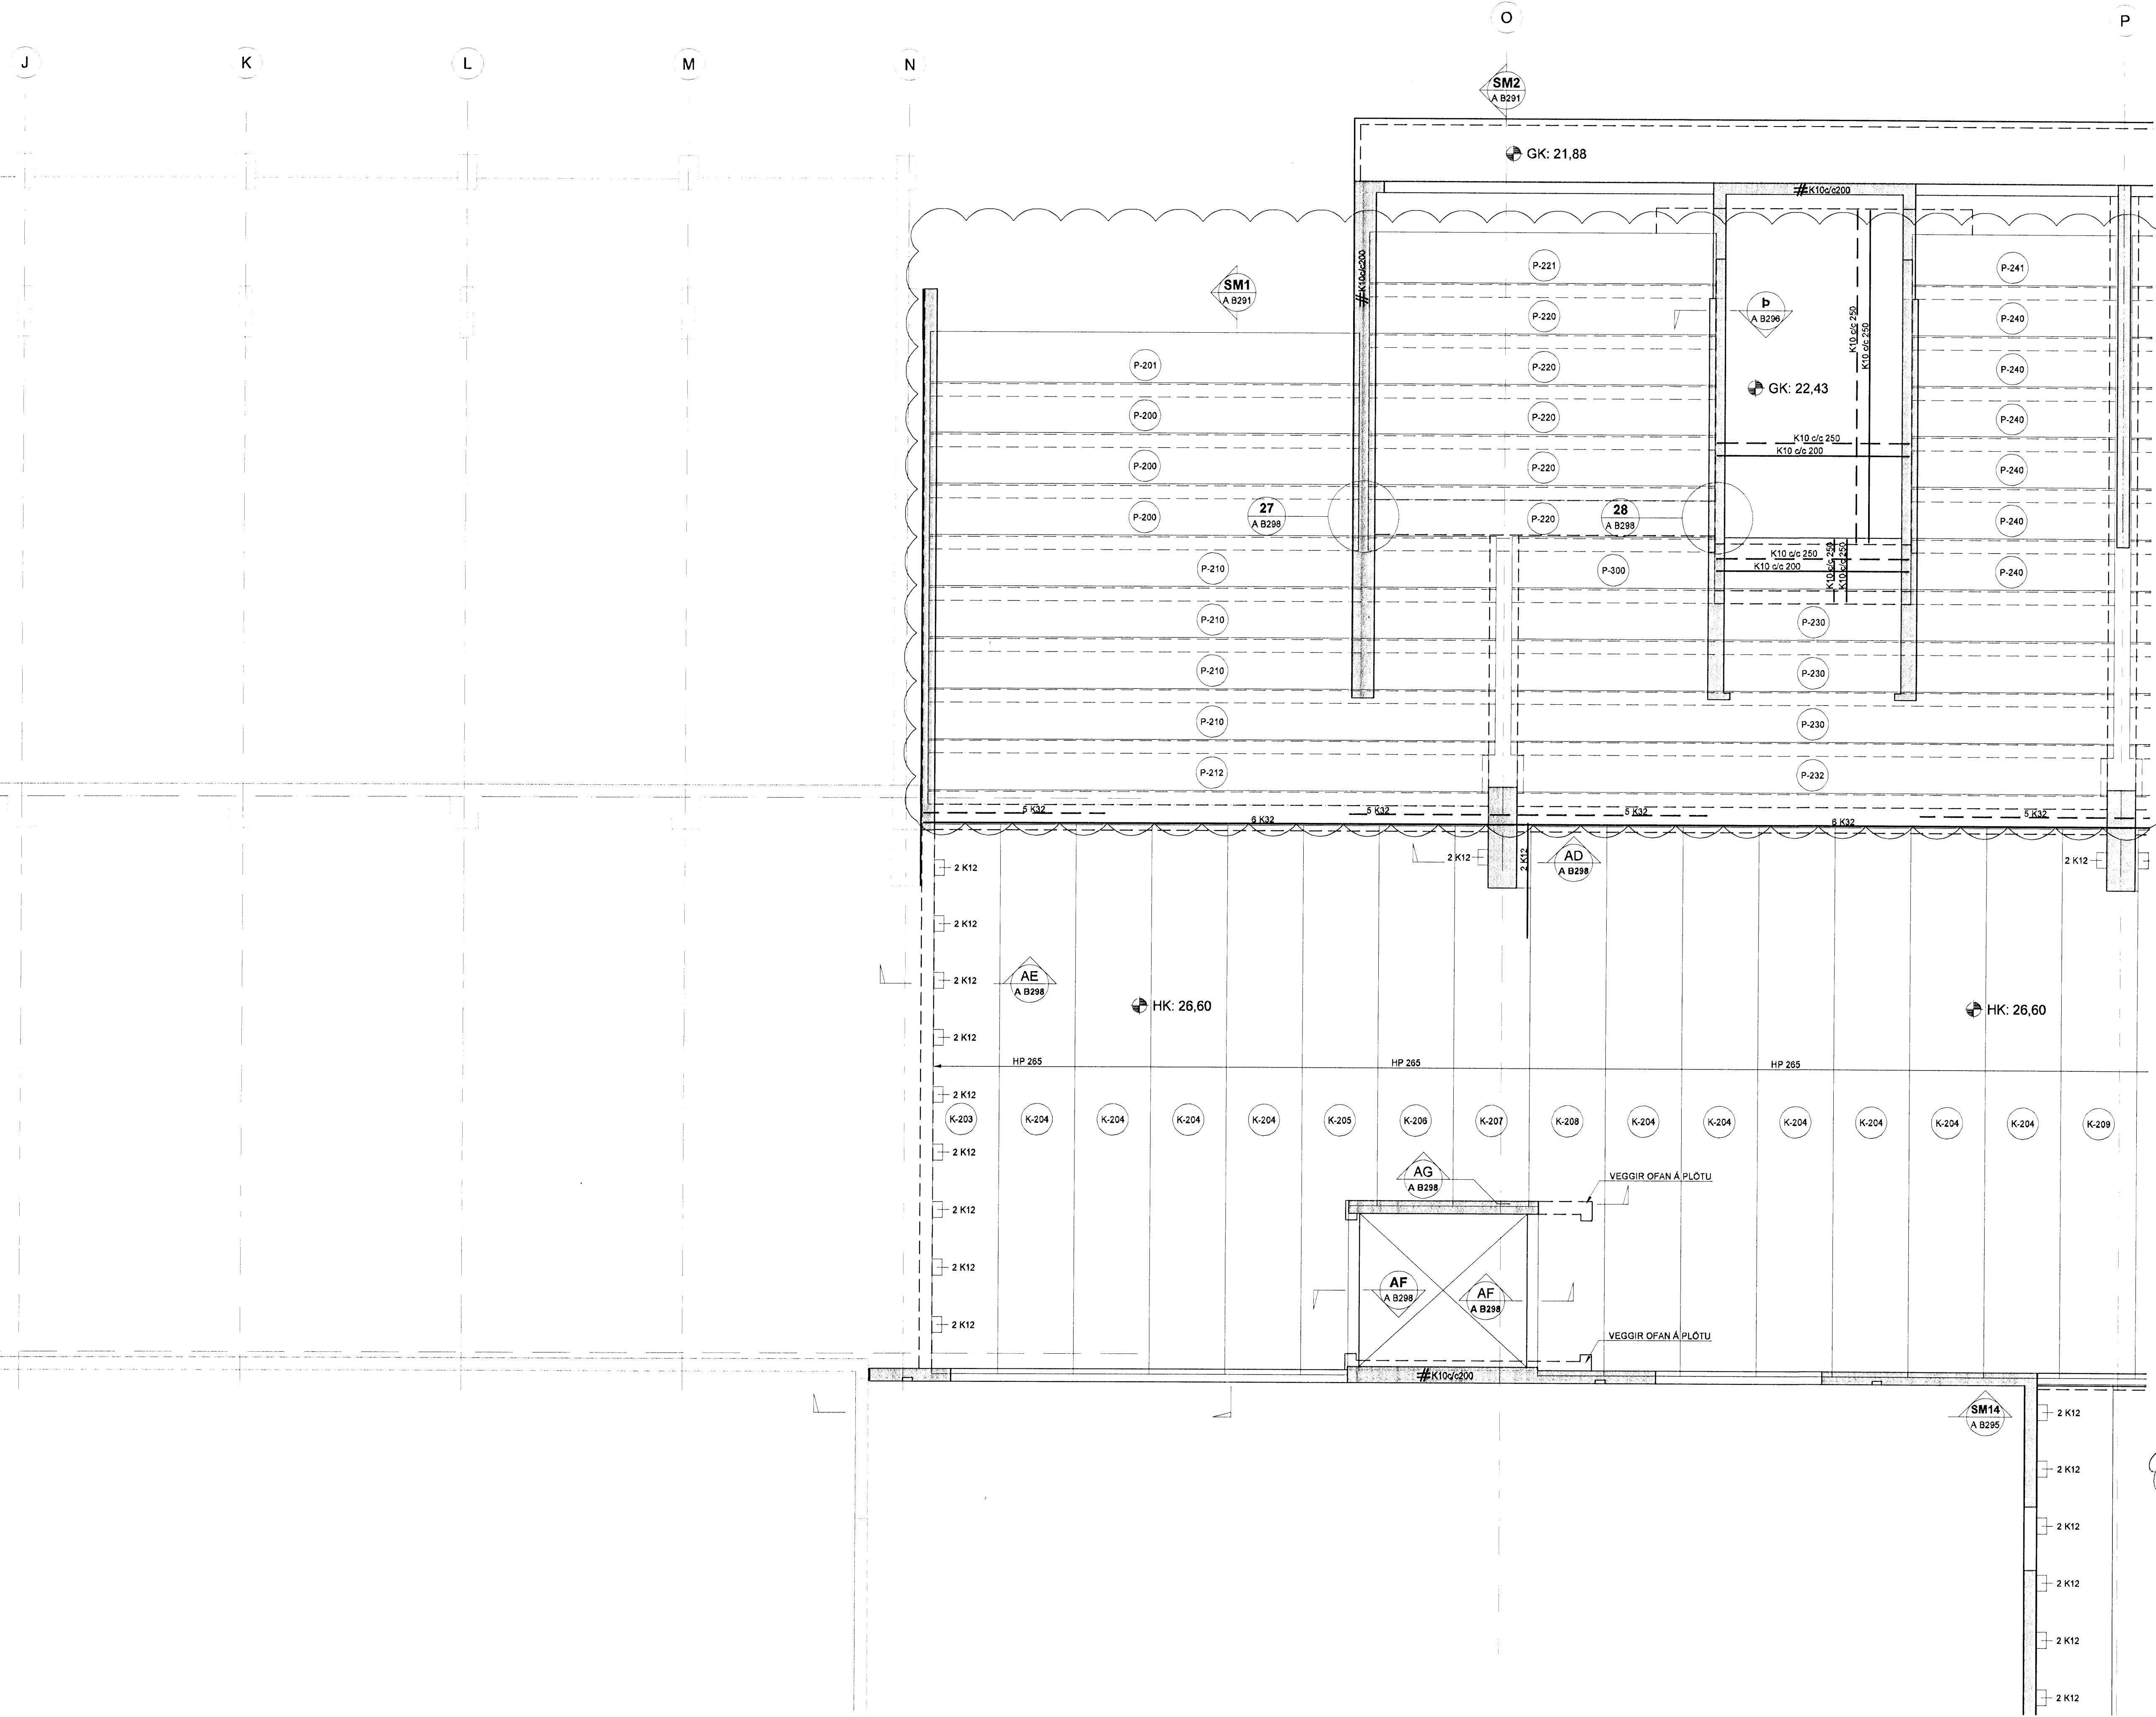 O
P
J
K
L
M
N
SM2
A B291
GK: 21,88
K10c/c200
K10c/c200
P-221
P-241
SM1
A B291
Þ
A B296
P-220
P-240
K10 c/c 250
K10 c/c 250
P-201
P-220
P-240
GK: 22,43
P-200
P-220
P-240
K10 c/c 250
K10 c/c 200
P-200
P-220
P-240
27
A B298
28
A B298
P-200
P-220
P-240
K10 c/c 250
K10 c/c 200
K10 c/c 250
K10 c/c 250
P-210
P-300
P-240
P-210
P-230
P-210
P-230
P-210
P-230
P-212
P-232
5 K32
5 K32
5 K32
5 K32
6 K32
6 K32
2 K12
2 K12
2 K12
AD
A B298
2 K12
2 K12
2 K12
AE
A B298
2 K12
HK: 26,60
HK: 26,60
2 K12
HP 265
HP 265
HP 265
2 K12
K-203
K-204
K-204
K-204
K-204
K-205
K-206
K-207
K-208
K-204
K-204
K-204
K-204
K-204
K-204
K-209
2 K12
AG
A B298
VEGGIR OFAN Á PLÖTU
2 K12
2 K12
AF
A B298
AF
A B298
2 K12
VEGGIR OFAN Á PLÖTU
K10c/c200
SM14
A B295
2 K12
2 K12
2 K12
2 K12
2 K12
2 K12